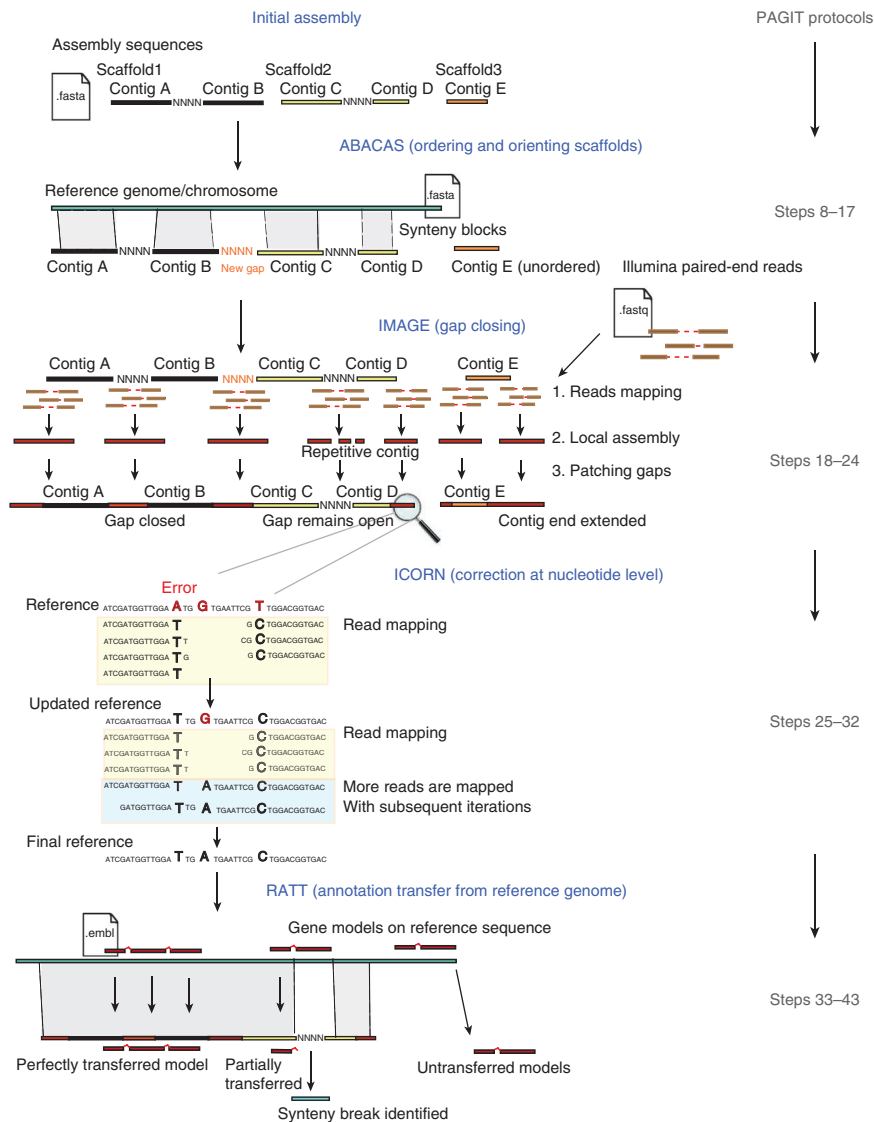 Initial assembly
PAGIT protocols
Assembly sequences
.fasta
Scaffold1
Scaffold2
Scaffold3
Contig A
Contig B
Contig C
Contig D
Contig E
NNNN
NNNN
ABACAS (ordering and orienting scaffolds)
Reference genome/chromosome
.fasta
Steps 8–17
Synteny blocks
NNNN
NNNN
NNNN
Contig A
Contig B
New gap
Contig C
Contig D
Contig E (unordered)
Illumina paired-end reads
.fastq
IMAGE (gap closing)
Contig A
Contig B
Contig C
Contig D
Contig E
NNNN
NNNN
NNNN
1. Reads mapping
2. Local assembly
Repetitive contig
Steps 18–24
3. Patching gaps
Contig A
Contig B
Contig C
Contig D
Contig E
NNNN
Gap closed
Gap remains open
Contig end extended
ICORN (correction at nucleotide level)
Error
Reference ATCGATGGTTGGA A TG G TGAATTCG T TGGACGGTGAC
ATCGATGGTTGGA T G C TGGACGGTGAC
Read mapping
ATCGATGGTTGGA T T CG C TGGACGGTGAC
ATCGATGGTTGGA T G G C TGGACGGTGAC
ATCGATGGTTGGA T
Updated reference
ATCGATGGTTGGA T TG G TGAATTCG C TGGACGGTGAC
Steps 25–32
ATCGATGGTTGGA T G C TGGACGGTGAC
Read mapping
ATCGATGGTTGGA T T CG C TGGACGGTGAC
ATCGATGGTTGGA T T G C TGGACGGTGAC
ATCGATGGTTGGA T A TGAATTCG C TGGACGGTGAC
More reads are mapped
GATGGTTGGA T TG A TGAATTCG C TGGACGGTGAC
With subsequent iterations
Final reference
ATCGATGGTTGGA T TG A TGAATTCG C TGGACGGTGAC
RATT (annotation transfer from reference genome)
.embl
Gene models on reference sequence
Steps 33–43
NNNN
Perfectly transferred model
Partially
transferred
Untransferred models
Synteny break identified